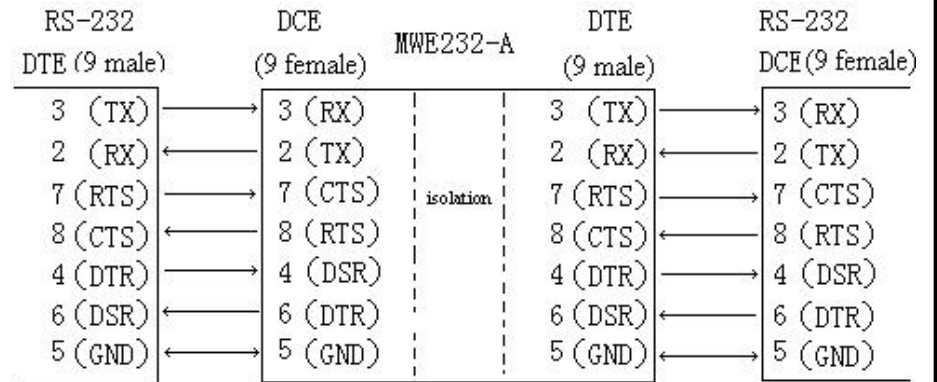 RS-232 DCE MWE232-A DTE RS-232
DTE (9 male) (9 female) (9 male) DCE(9 female)
3 (TX) 3 (RX) 3 (TX) 3 (RX)
2 (RX) 2 (TX) 2 (RX) 2 (TX)
7 (RTS) 7 (CTS) isolation 7 (RTS) 7 (CTS)
8 (CTS) 8 (RTS) 8 (CTS) 8 (RTS)
4 (DTR) 4 (DSR) 4 (DTR) 4 (DSR)
6 (DSR) 6 (DTR) 6 (DSR) 6 (DTR)
5 (GND) 5 (GND) 5 (GND) 5 (GND)